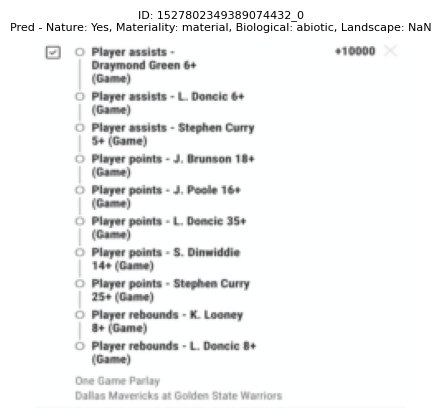 ID: 1527802349389074432_0
Pred - Nature: Yes, Materiality: material, Biological: abiotic, Landscape: NaN
Player assists -
Draymond Green 6+
(Game)
+10000
Player assists - L. Doncic 6+
(Game)
Player assists - Stephen Curry
5+ (Game)
Player points - J. Brunson 18+
(Game)
Player points - J. Poole 16+
(Game)
Player points - L. Doncic 35+
(Game)
Player points - S. Dinwiddie
14+ (Game)
Player points - Stephen Curry
25+ (Game)
Player rebounds - K. Looney
8+ (Game)
Player rebounds - L. Doncic 8+
(Game)
One Game Parlay
Dallas Mavericks at Golden State Warriors